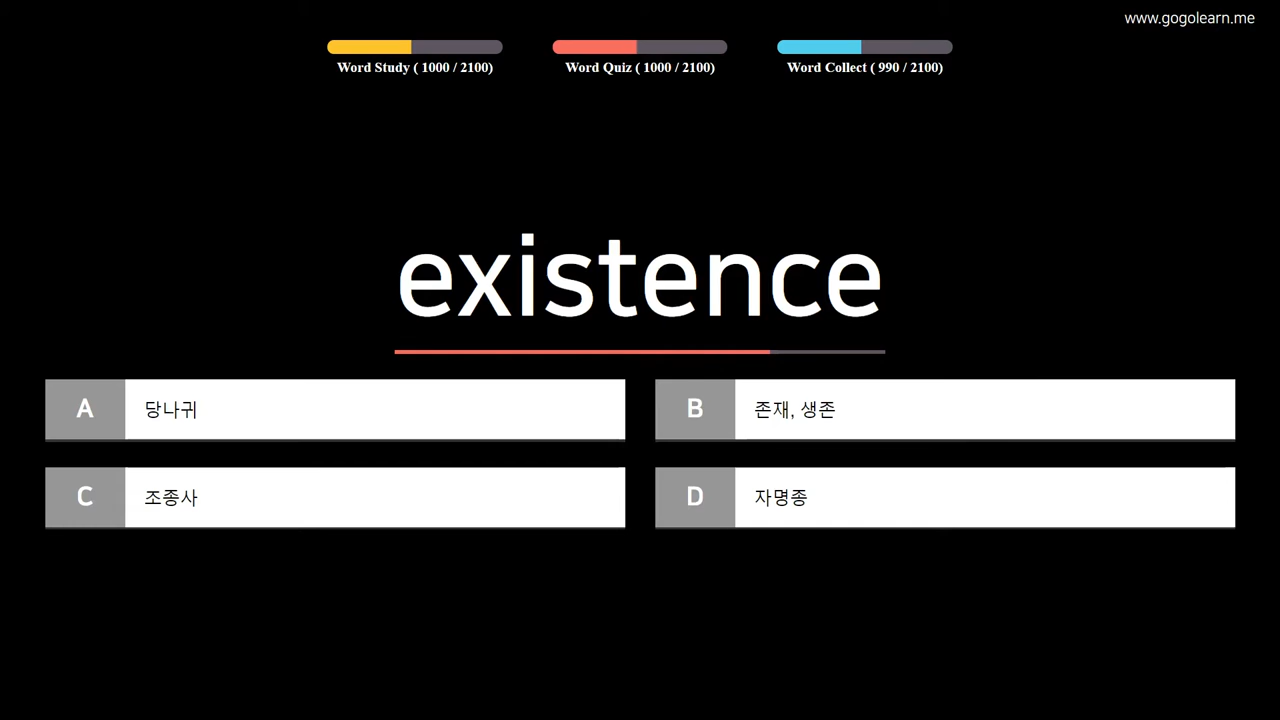 www.gogolearn.me
Word Study ( 1000 / 2100)
Word Quiz ( 1000 / 2100)
Word Collect ( 990 / 2100)
existence
A 당나귀
B 존재, 생존
C 조종사
D 자명종